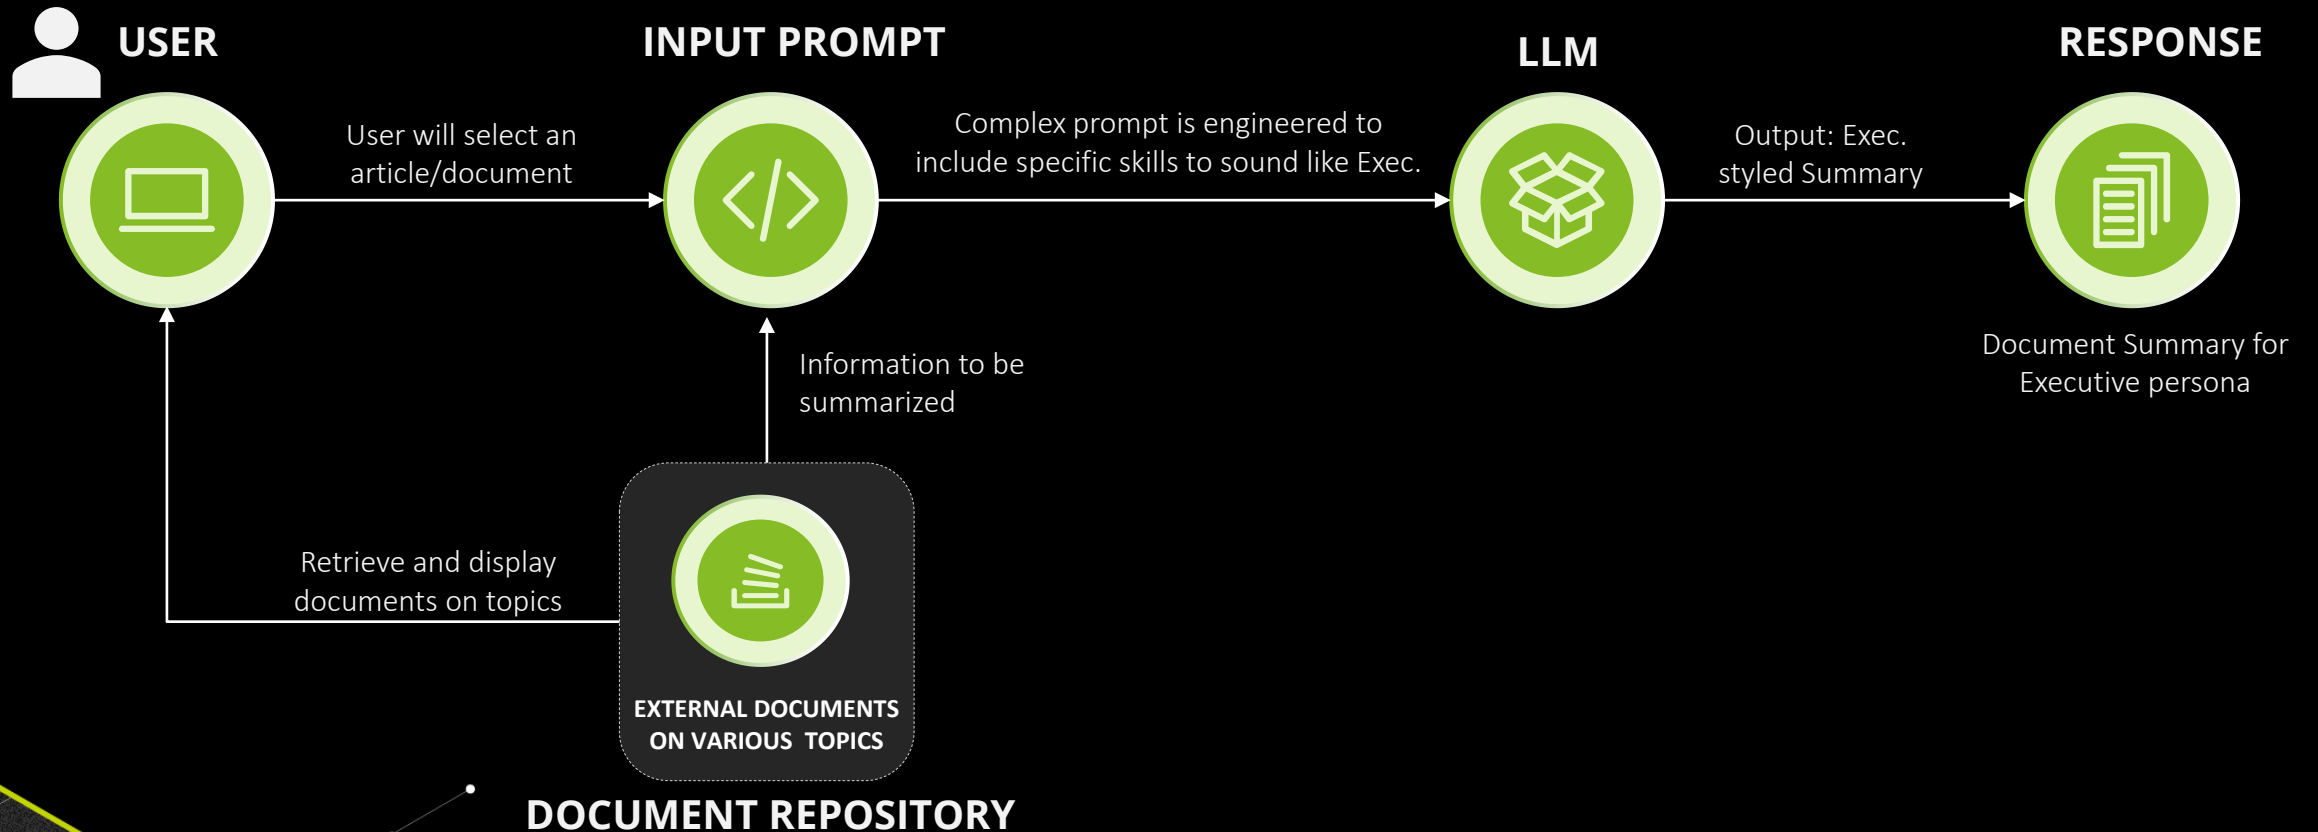 USER
INPUT PROMPT
LLM
RESPONSE
User will select an
article/document
Complex prompt is engineered to
include specific skills to sound like Exec.
Output: Exec.
styled Summary
Information to be
summarized
Document Summary for
Executive persona
Retrieve and display
documents on topics
EXTERNAL DOCUMENTS
ON VARIOUS TOPICS
DOCUMENT REPOSITORY